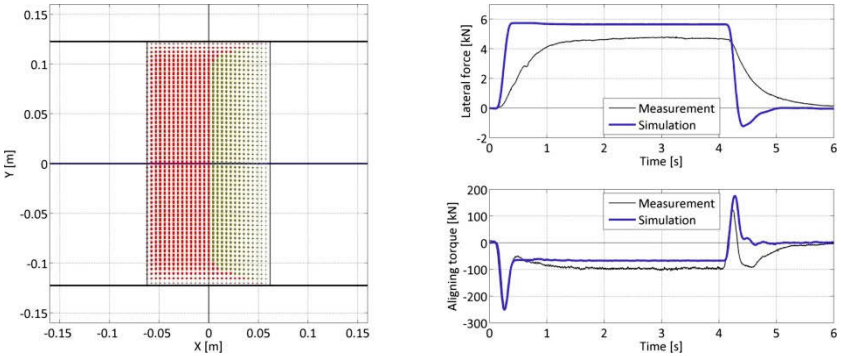 0.15
0.1
0.05
0
-0.05
-0.1
-0.15
Y [m]
-0.15 -0.1 -0.05 0 0.05 0.1 0.15
X [m]
6
4
2
0
-2
Lateral force [kN]
Measurement
Simulation
0 1 2 3 4 5 6
Time [s]
200
100
0
-100
-200
-300
Aligning torque [kN]
Measurement
Simulation
0 1 2 3 4 5 6
Time [s]